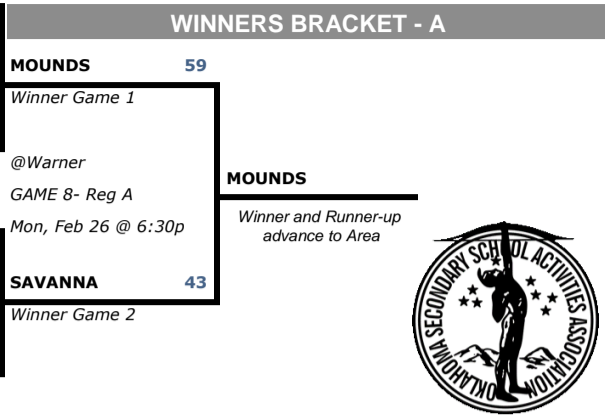 WINNERS BRACKET - A
MOUNDS 59
Winner Game 1
@Warner
GAME 8- Reg A
Mon, Feb 26 @ 6:30p
MOUNDS
Winner and Runner-up
advance to Area
SAVANNA 43
Winner Game 2
OKLAHOMA SECONDARY SCHOOL ACTIVITIES ASSOCIATION